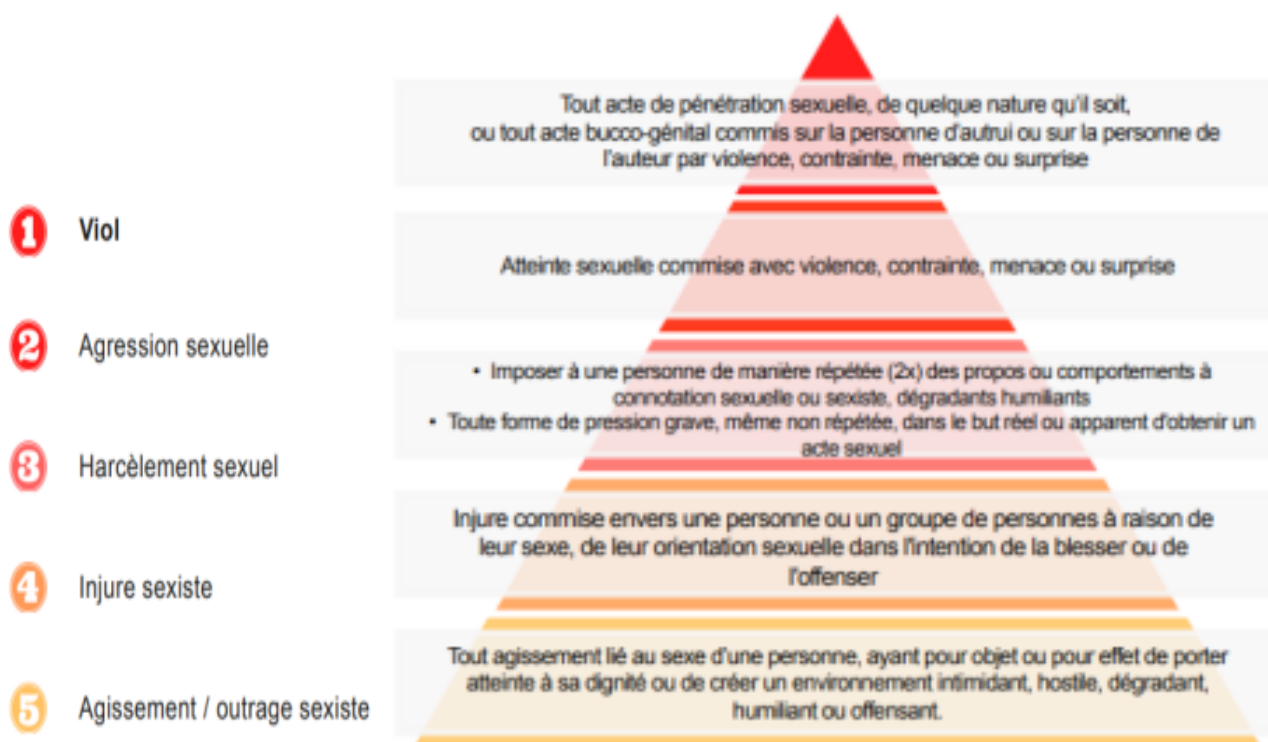 Tout acte de pénétration sexuelle, de quelque nature qu'il soit,
ou tout acte bucco-génital commis sur la personne d'autrui ou sur la personne de
l'auteur par violence, contrainte, menace ou surprise
1 Viol
Atteinte sexuelle commise avec violence, contrainte, menace ou surprise
2 Agression sexuelle
• Imposer à une personne de manière répétée (2x) des propos ou comportements à
connotation sexuelle ou sexiste, dégradants humiliants
• Toute forme de pression grave, même non répétée, dans le but réel ou apparent d'obtenir un
acte sexuel
3 Harcèlement sexuel
Injure commise envers une personne ou un groupe de personnes à raison de
leur sexe, de leur orientation sexuelle dans l'intention de la blesser ou de
l'offenser
4 Injure sexiste
Tout agissement lié au sexe d'une personne, ayant pour objet ou pour effet de porter
atteinte à sa dignité ou de créer un environnement intimidant, hostile, dégradant,
humiliant ou offensant.
5 Agissement / outrage sexiste